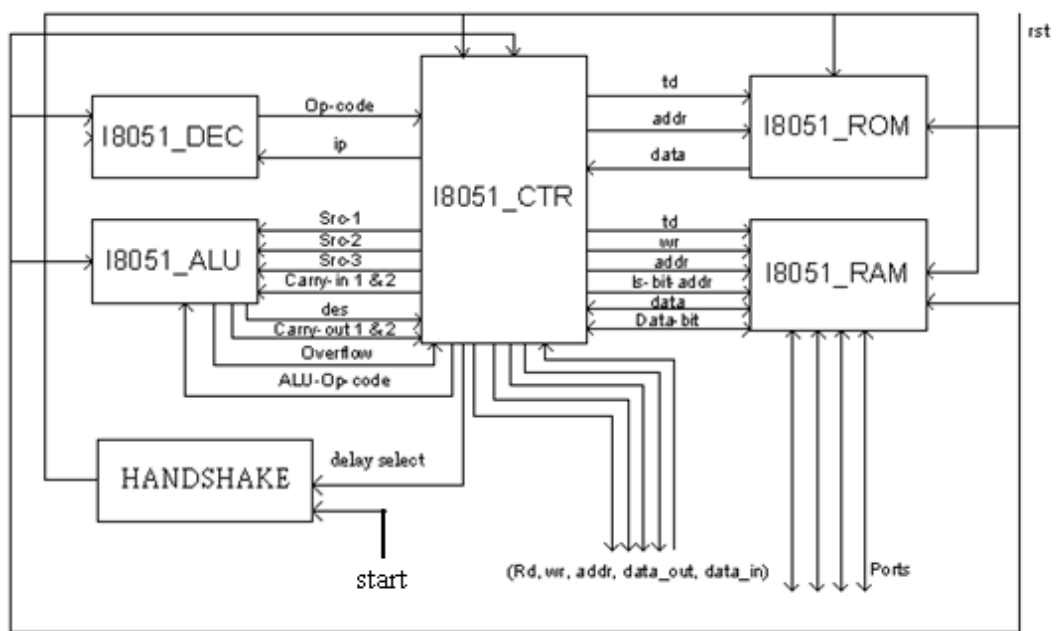 rst
I8051_DEC
Op-code
ip
I8051_CTR
td
addr
data
I8051_ROM
I8051_ALU
Src-1
Src-2
Src-3
Carry-in 1 & 2
des
Carry-out 1 & 2
Overflow
ALU-Op-code
td
wr
addr
Is-bit-addr
data
Data-bit
I8051_RAM
HANDSHAKE
delay select
start
(Rd, wr, addr, data_out, data_in)
Ports